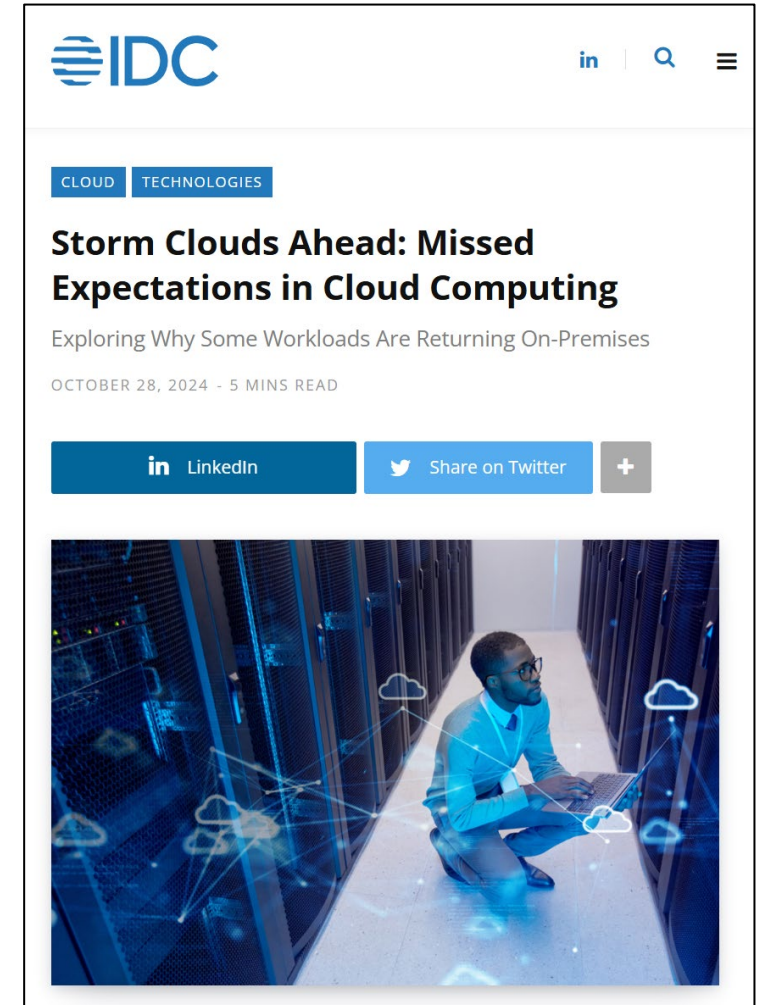 IDC
in
CLOUD TECHNOLOGIES
Storm Clouds Ahead: Missed
Expectations in Cloud Computing
Exploring Why Some Workloads Are Returning On-Premises
OCTOBER 28, 2024 - 5 MINS READ
in LinkedIn Share on Twitter +